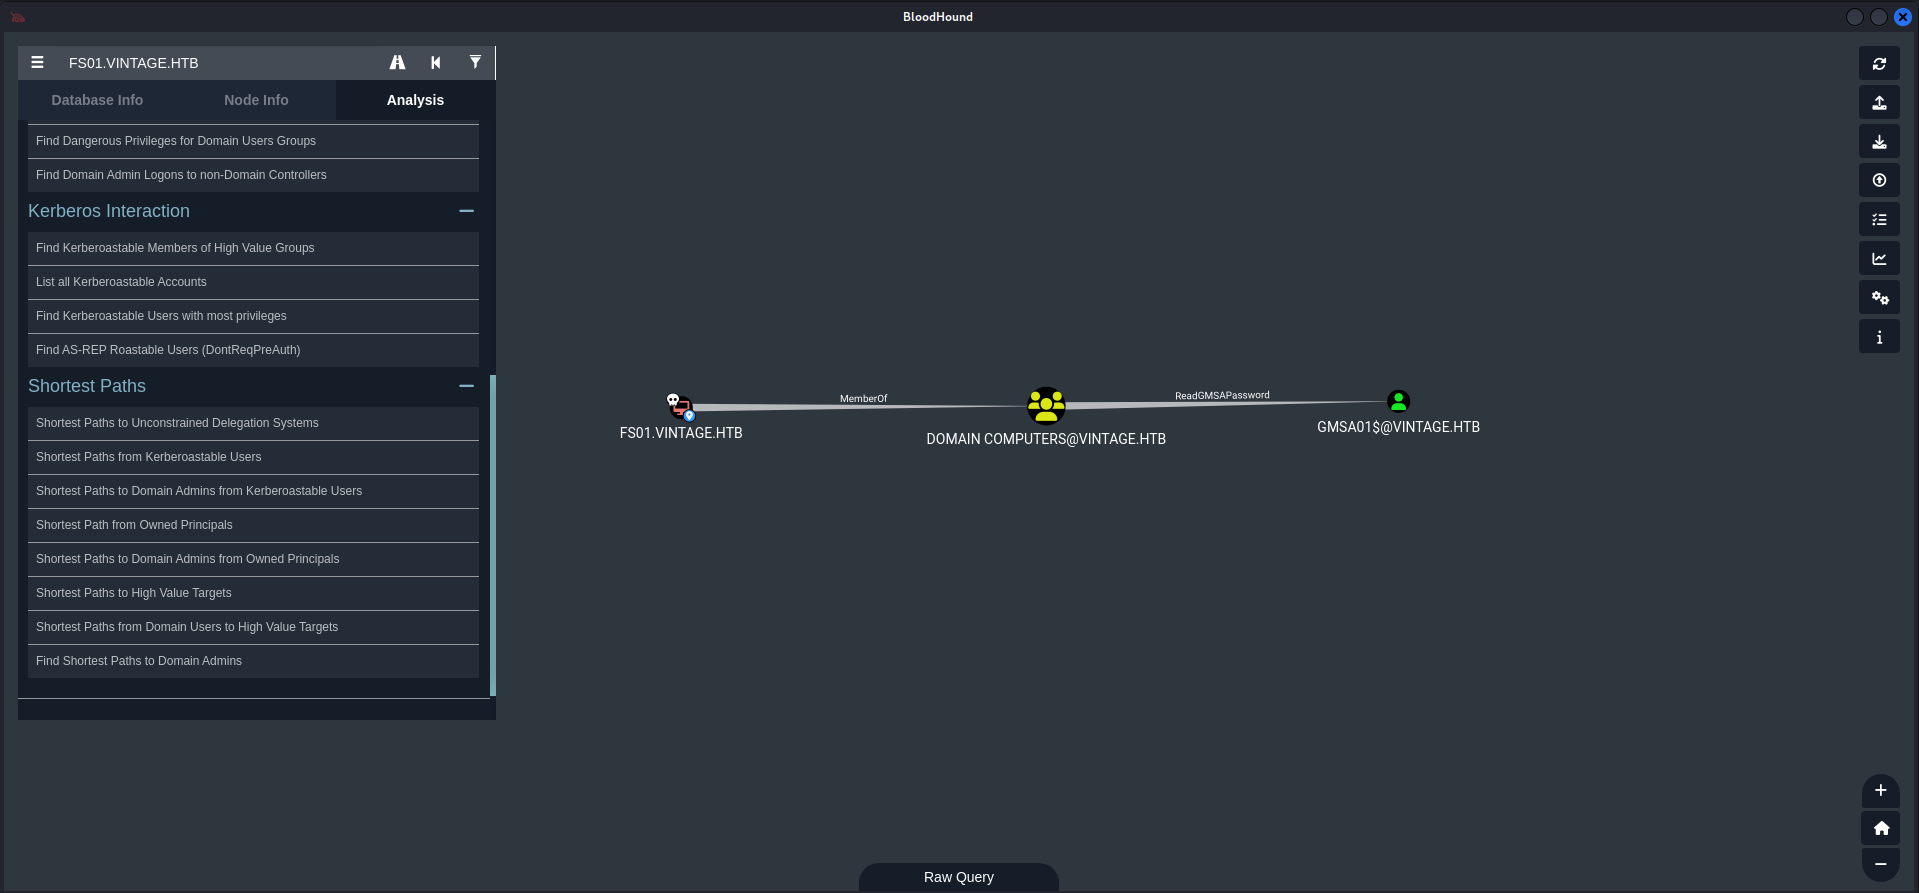 BloodHound
FS01.VINTAGE.HTB
Database Info
Node Info
Analysis
Find Dangerous Privileges for Domain Users Groups
Find Domain Admin Logons to non-Domain Controllers
Kerberos Interaction
Find Kerberoastable Members of High Value Groups
List all Kerberoastable Accounts
Find Kerberoastable Users with most privileges
Find AS-REP Roastable Users (DontReqPreAuth)
Shortest Paths
Shortest Paths to Unconstrained Delegation Systems
Shortest Paths from Kerberoastable Users
Shortest Paths to Domain Admins from Kerberoastable Users
Shortest Path from Owned Principals
Shortest Paths to Domain Admins from Owned Principals
Shortest Paths to High Value Targets
Shortest Paths from Domain Users to High Value Targets
Find Shortest Paths to Domain Admins
MemberOf
ReadGMSAPassword
FS01.VINTAGE.HTB
DOMAIN COMPUTERS@VINTAGE.HTB
GMSA01$@VINTAGE.HTB
Raw Query